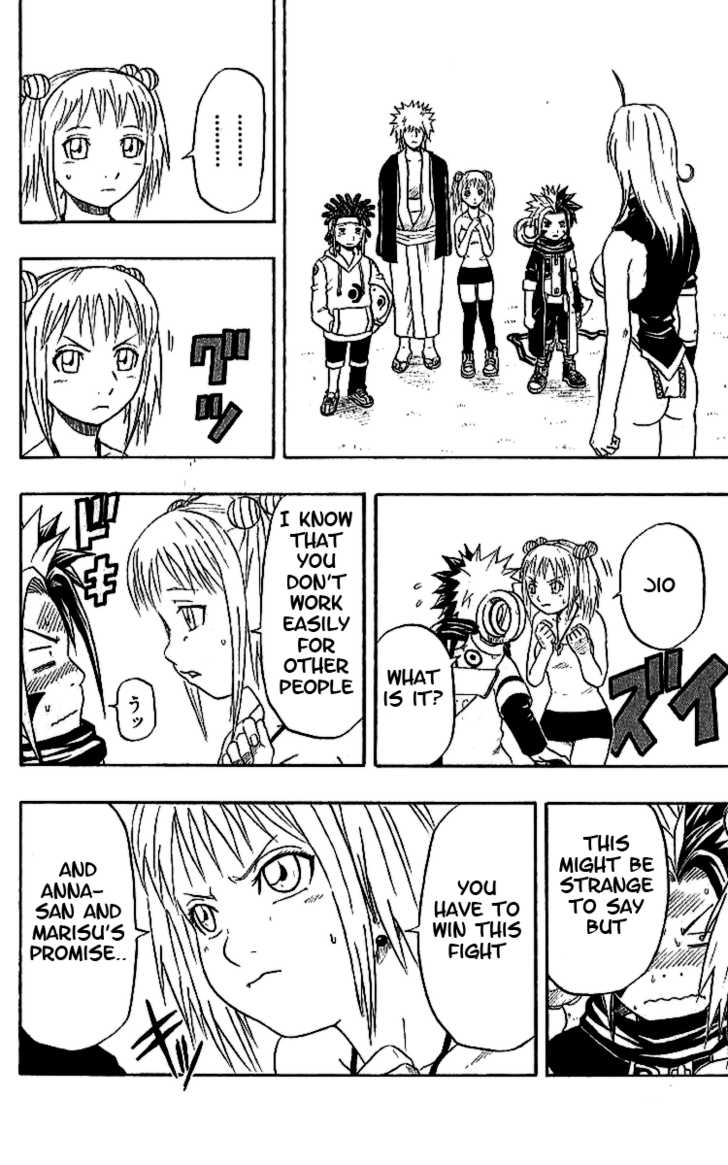 ........
グッ
JIO
ズイ
WHAT
IS IT?
I KNOW
THAT
YOU
DON'T
WORK
EASILY
FOR
OTHER
PEOPLE
ドキ
うッ
THIS
MIGHT BE
STRANGE
TO SAY
BUT
YOU
HAVE TO
WIN THIS
FIGHT
AND
ANNA-
SAN AND
MARISU'S
PROMISE..
キッ